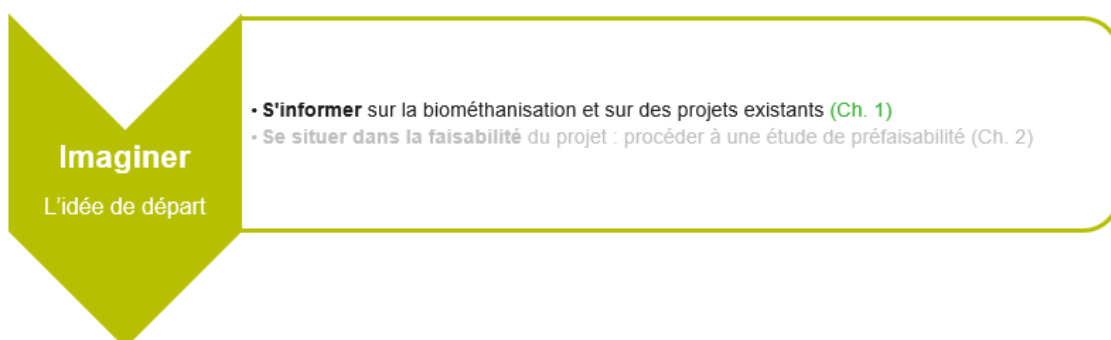 Imaginer
L'idée de départ
• S'informer sur la biométhanisation et sur des projets existants (Ch. 1)
• Se situer dans la faisabilité du projet : procéder à une étude de préfaisabilité (Ch. 2)